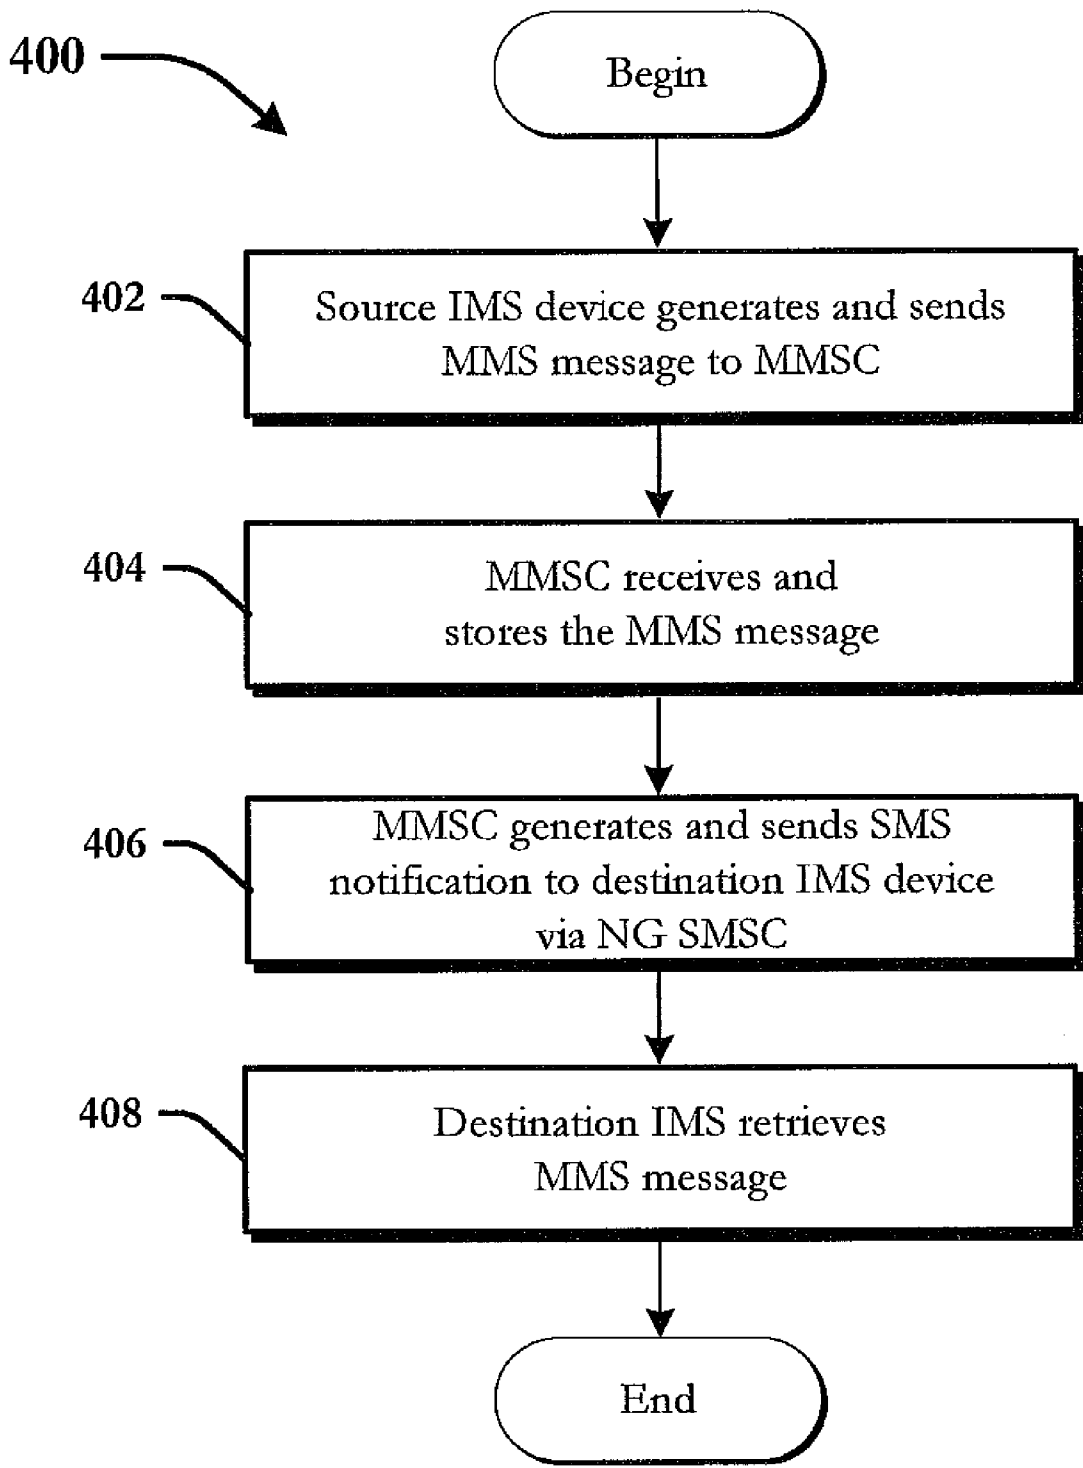 400
Begin
402
Source IMS device generates and sends
MMS message to MMSC
404
MMSC receives and
stores the MMS message
406
MMSC generates and sends SMS
notification to destination IMS device
via NG SMSC
408
Destination IMS retrieves
MMS message
End